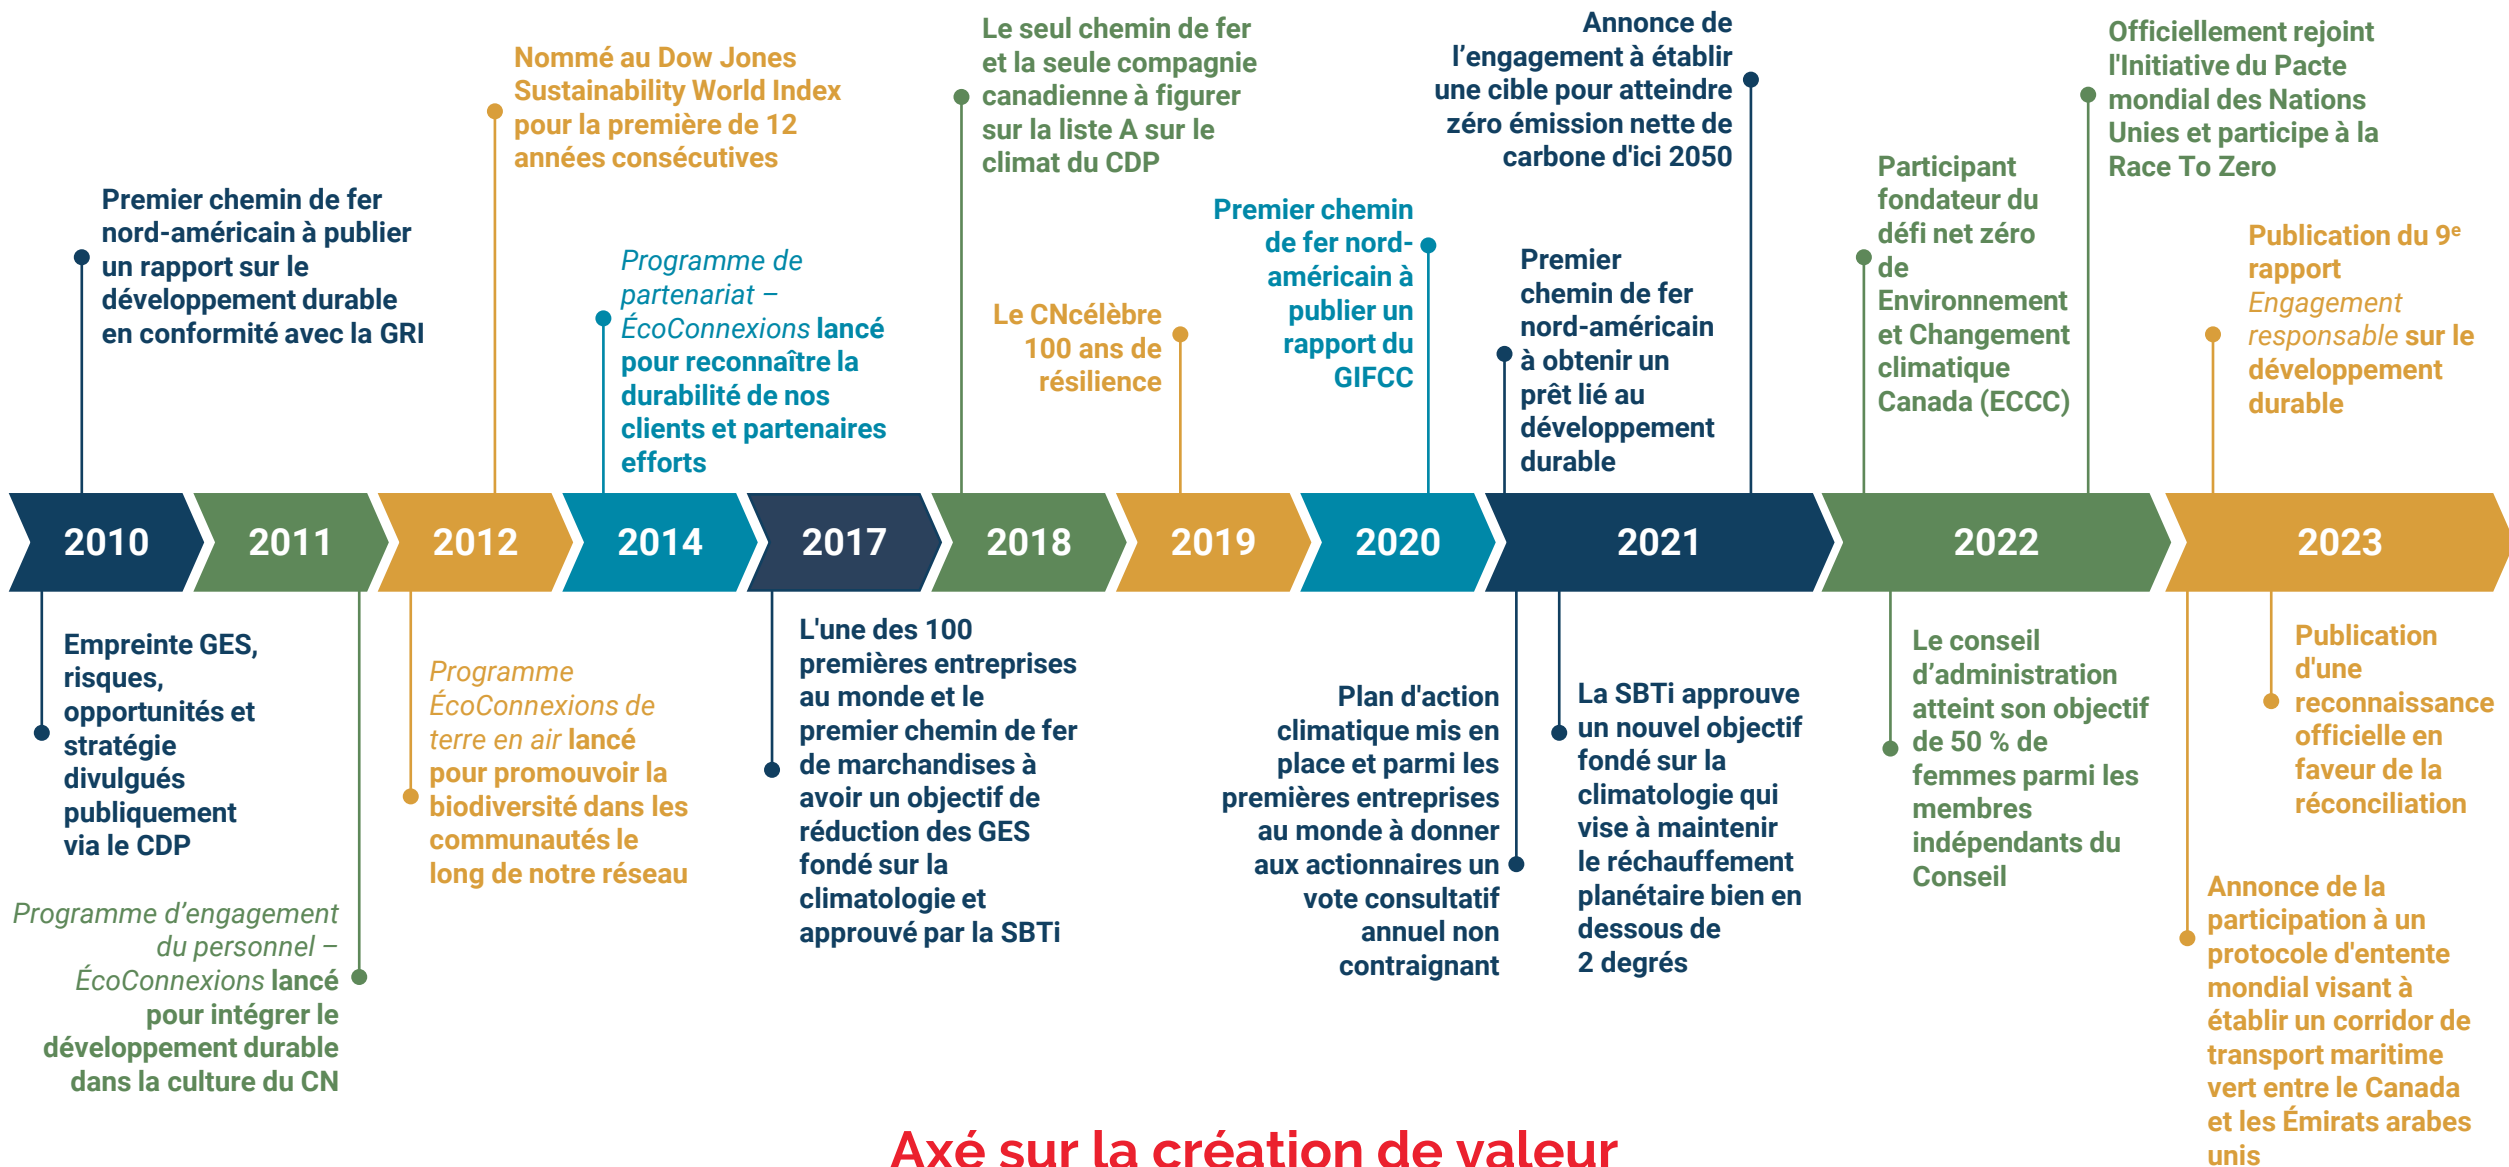 Premier chemin de fer
nord-américain à publier
un rapport sur le
développement durable
en conformité avec la GRI
Nommé au Dow Jones
Sustainability World Index
pour la première de 12
années consécutives
Programme de
partenariat –
ÉcoConnexions lancé
pour reconnaître la
durabilité de nos
clients et partenaires
efforts
Le seul chemin de fer
et la seule compagnie
canadienne à figurer
sur la liste A sur le
climat du CDP
Le CNcélèbre
100 ans de
résilience
Premier chemin
de fer nord-
américain à
publier un
rapport du
GIFCC
Premier
chemin de fer
nord-américain
à obtenir un
prêt lié au
développement
durable
Annonce de
l’engagement à établir
une cible pour atteindre
zéro émission nette de
carbone d'ici 2050
Participant
fondateur du
défi net zéro
de
Environnement
et Changement
climatique
Canada (ECCC)
Officiellement rejoint
l'Initiative du Pacte
mondial des Nations
Unies et participe à la
Race To Zero
Publication du 9e
rapport
Engagement
responsable sur le
développement
durable
2010
2011
2012
2014
2017
2018
2019
2020
2021
2022
2023
Empreinte GES,
risques,
opportunités et
stratégie
divulgués
publiquement
via le CDP
Programme d’engagement
du personnel –
ÉcoConnexions lancé
pour intégrer le
développement durable
dans la culture du CN
Programme
ÉcoConnexions de
terre en air lancé
pour promouvoir la
biodiversité dans les
communautés le
long de notre réseau
L'une des 100
premières entreprises
au monde et le
premier chemin de fer
de marchandises à
avoir un objectif de
réduction des GES
fondé sur la
climatologie et
approuvé par la SBTi
Plan d'action
climatique mis en
place et parmi les
premières entreprises
au monde à donner
aux actionnaires un
vote consultatif
annuel non
contraignant
La SBTi approuve
un nouvel objectif
fondé sur la
climatologie qui
vise à maintenir
le réchauffement
planétaire bien en
dessous de
2 degrés
Le conseil
d’administration
atteint son objectif
de 50 % de
femmes parmi les
membres
indépendants du
Conseil
Publication
d'une
reconnaissance
officielle en
faveur de la
réconciliation
Annonce de la
participation à un
protocole d'entente
mondial visant à
établir un corridor de
transport maritime
vert entre le Canada
et les Émirats arabes
unis
Axé sur la création de valeur